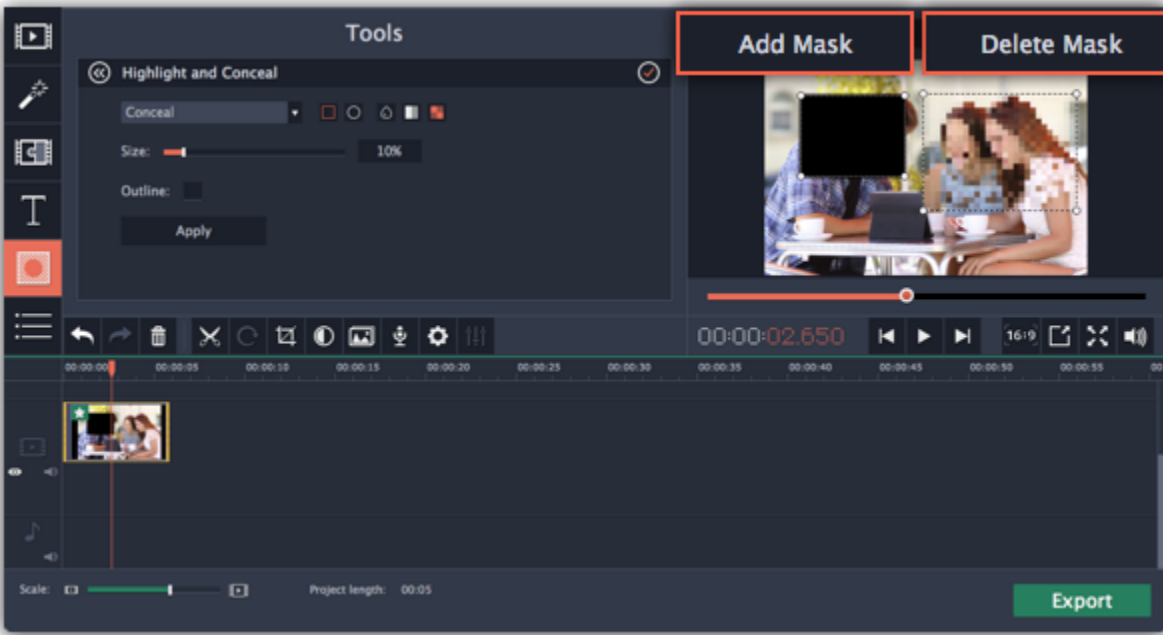 Tools
Add Mask
Delete Mask
Highlight and Conceal
Conceal
Size:
10%
Outline:
Apply
T
00:00:02.650
16:9
00:00:00
00:00:05
00:00:10
00:00:15
00:00:20
00:00:25
00:00:30
00:00:35
00:00:40
00:00:45
00:00:50
00:00:55
00
Scale:
Project length: 00:05
Export